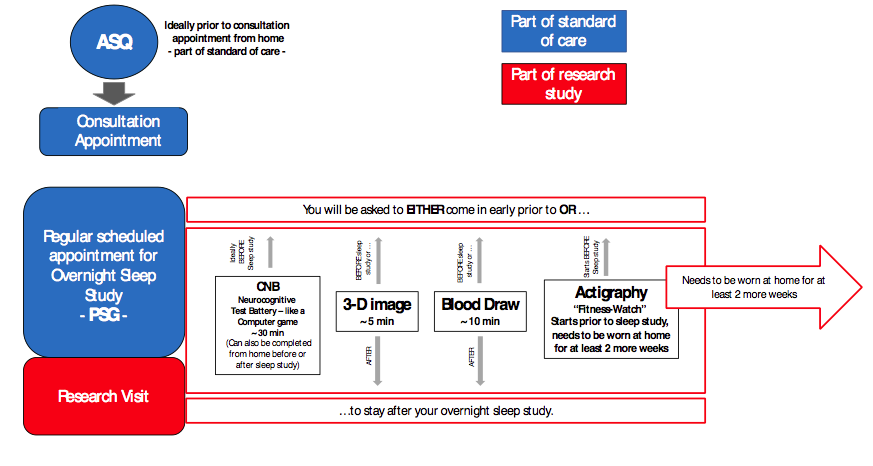 ASQ
Ideally prior to consultation
appointment from home
- part of standard of care -
Part of standard
of care
Part of research
study
Consultation
Appointment
Regular scheduled
appointment for
Overnight Sleep
Study
- PSG -
You will be asked to EITHER come in early prior to OR …
Ideally
BEFORE
Sleep study
BEFORE sleep
study or …
BEFORE sleep
study or …
Starts BEFORE
Sleep study
CNB
Neurocognitive
Test Battery – like a
Computer game
~ 30 min
(Can also be completed
from home before or
after sleep study)
3-D image
~ 5 min
Blood Draw
~ 10 min
Actigraphy
“Fitness-Watch”
Starts prior to sleep study,
needs to be worn at home
for at least 2 more weeks
Needs to be worn at home for at
least 2 more weeks
AFTER
AFTER
Research Visit
…to stay after your overnight sleep study.